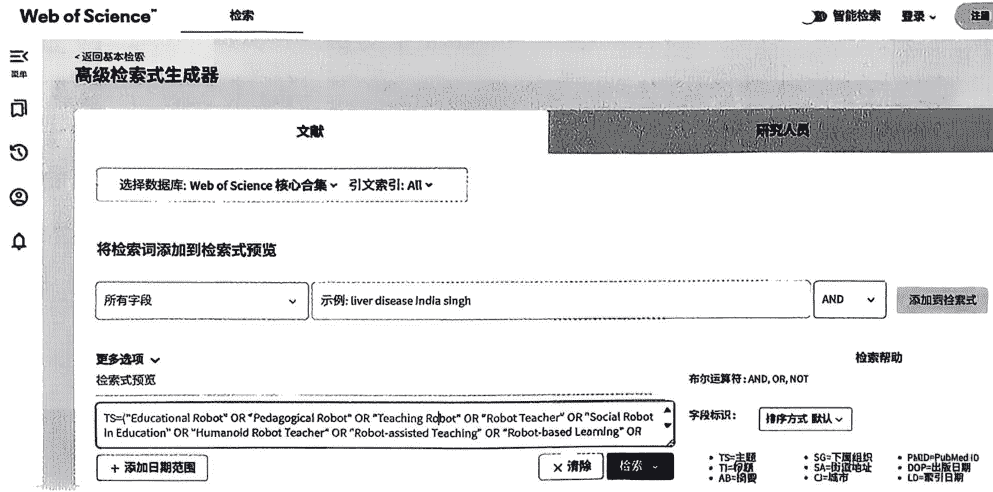 Web of Science™ 检索 智能检索 登录 注册
菜单
<返回基本检索
高级检索式生成器
文献 研究人员
选择数据库: Web of Science 核心合集 引文索引: All
将检索词添加到检索式预览
所有字段 示例: liver disease india singh AND 添加到检索式
更多选项 检索帮助
检索式预览 布尔运算符: AND, OR, NOT
TS=("Educational Robot" OR "Pedagogical Robot" OR "Teaching Robot" OR "Robot Teacher" OR "Social Robot
in Education" OR "Humanoid Robot Teacher" OR "Robot-assisted Teaching" OR "Robot-based Learning" OR
字段标识: 排序方式 默认
+ 添加日期范围 × 清除 检索
• TS=主题 • SG=下属组织 • PMID=PubMed ID
• TI=标题 • SA=街道地址 • DOP=出版日期
• AB=摘要 • CI=城市 • LD=索引日期